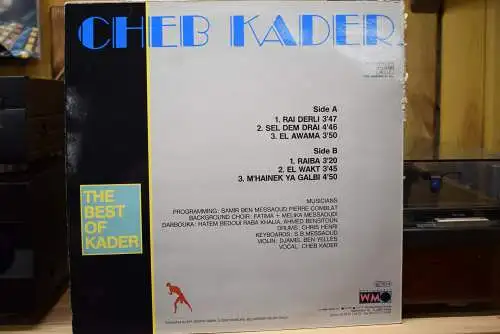 CHEB KADER
Side A
1. RAI DERLI 3'47
2. SEL DEM DRAI 4'46
3. EL AWAMA 3'50
Side B
1. RAIBA 3'20
2. EL WAKT 3'45
3. M'HAINEK YA GALBI 4'50
THE
BEST OF
KADER
MUSICIANS
PROGRAMMING: SAMIR BEN MESSAOUD PIERRE COMBLAT
BACKGROUND CHOIR: FATIMA + MELIKA MESSAOUDI
DARBOUKA: HATEM BEDOUI RABA KHALIA, AHMED BENSITOUN
DRUMS: CHRIS HENRI
KEYBOARDS: S.B. MESSAOUD
VIOLIN: DJAMEL BEN YELLES
VOCAL: CHEB KADER
WMD